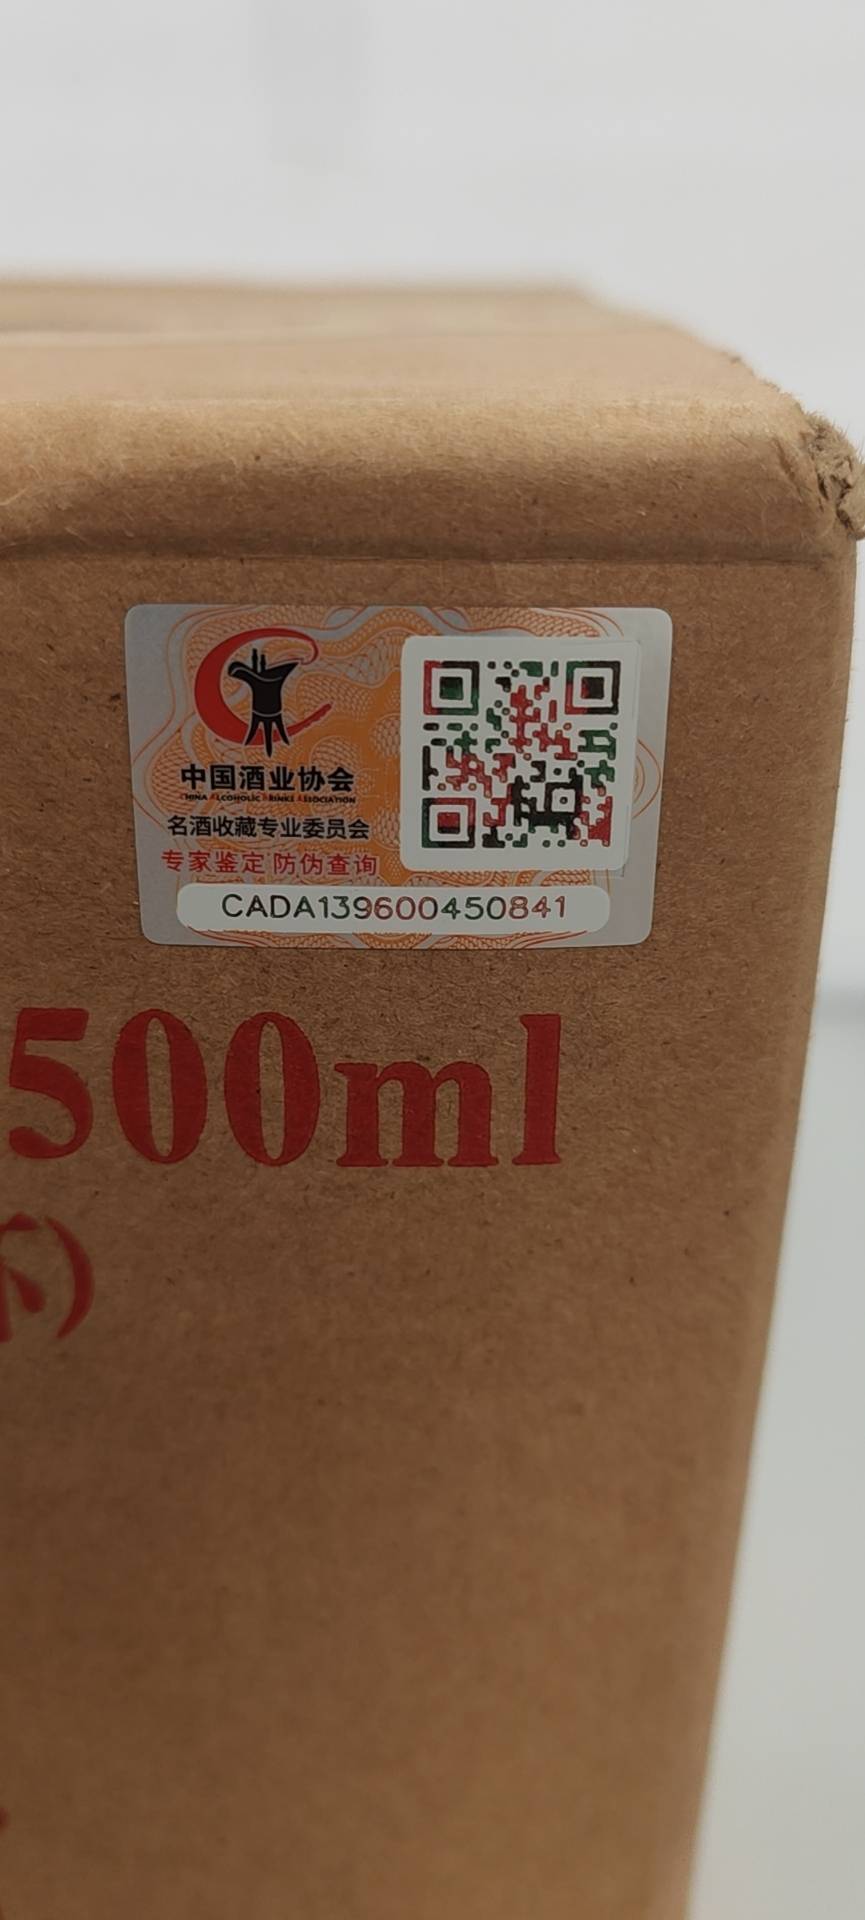 中国酒业协会
CHINA ALCOHOLIC DRINKS ASSOCIATION
名酒收藏专业委员会
专家鉴定 防伪查询
CADA139600450841
500ml
)